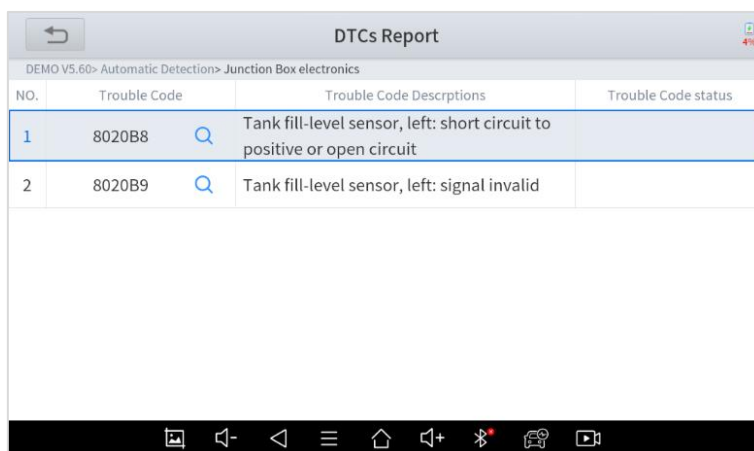 DTCs Report
4%
DEMO V5.60> Automatic Detection> Junction Box electronics
NO. Trouble Code Trouble Code Descrptions Trouble Code status
1 8020B8 Tank fill-level sensor, left: short circuit to
positive or open circuit
2 8020B9 Tank fill-level sensor, left: signal invalid